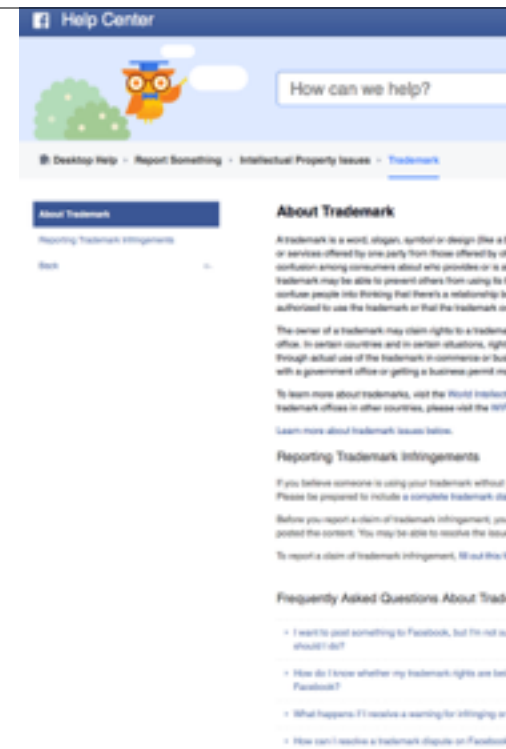 Help Center
How can we help?
Desktop Help Report Something Intellectual Property Issues Trademark
About Trademark
Reporting Trademark Infringements
Back
About Trademark
A trademark is a word, slogan, symbol or design (like a
or services offered by one party from those offered by
confusion among consumers about who provides or is
trademark may be able to prevent others from using its
confuse people into thinking that there's a relationship
authorized to use the trademark or that the trademark
The owner of a trademark may claim rights to a
office. In certain countries and in certain situations,
through actual use of the trademark in commerce or
with a government office or getting a business permit
To learn more about trademarks, visit the World
trademark offices in other countries, please visit the
Learn more about trademark issues below.
Reporting Trademark Infringements
If you believe someone is using your trademark without
Please be prepared to include a complete trademark
Before you report a claim of trademark infringement,
posted the content. You may be able to resolve the
To report a claim of trademark infringement, fill out this
Frequently Asked Questions About
I want to post something to Facebook, but I'm not
should I do?
How do I know whether my trademark rights are
Facebook?
What happens if I receive a warning for infringing
How can I resolve a trademark dispute on